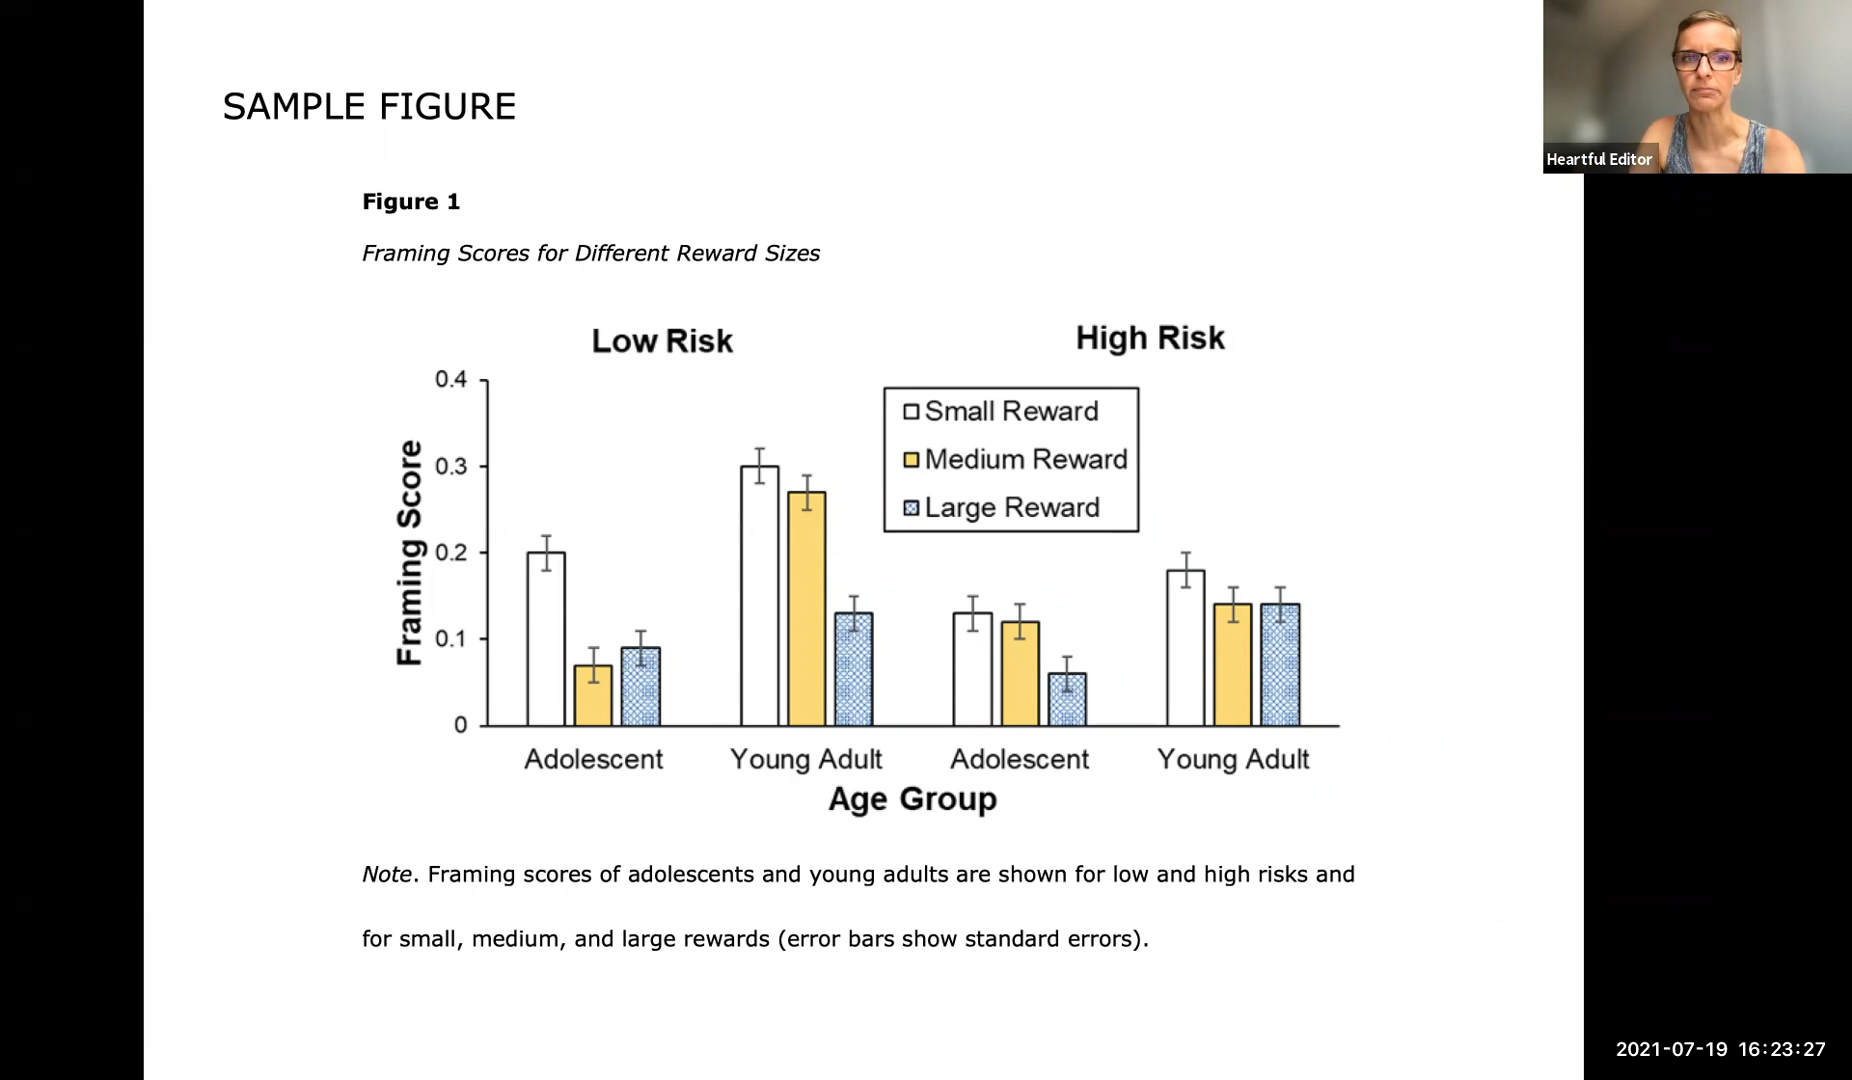 SAMPLE FIGURE
Heartful Editor
Figure 1
Framing Scores for Different Reward Sizes
Low Risk
High Risk
0.4
0.3
0.2
0.1
0
Framing Score
Small Reward
Medium Reward
Large Reward
Adolescent Young Adult Adolescent Young Adult
Age Group
Note. Framing scores of adolescents and young adults are shown for low and high risks and
for small, medium, and large rewards (error bars show standard errors).
2021-07-19 16:23:27